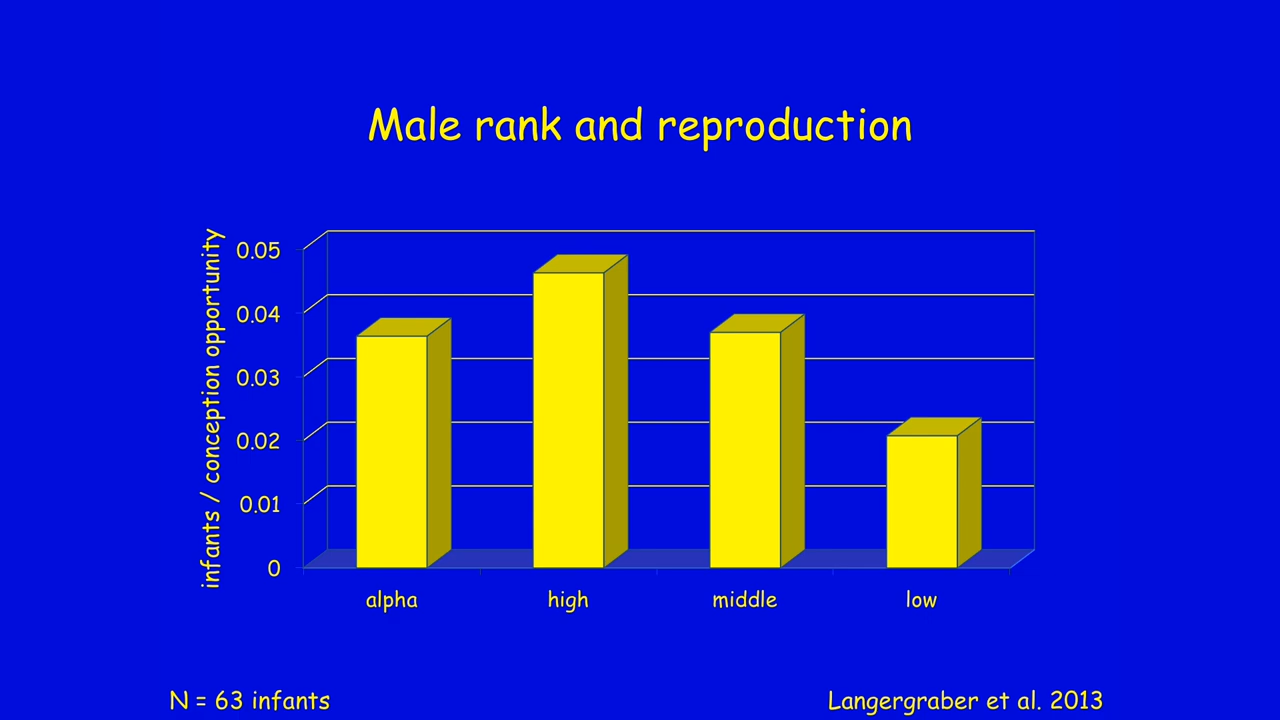 Male rank and reproduction
infants / conception opportunity
0.05
0.04
0.03
0.02
0.01
0
alpha high middle low
N = 63 infants
Langergraber et al. 2013